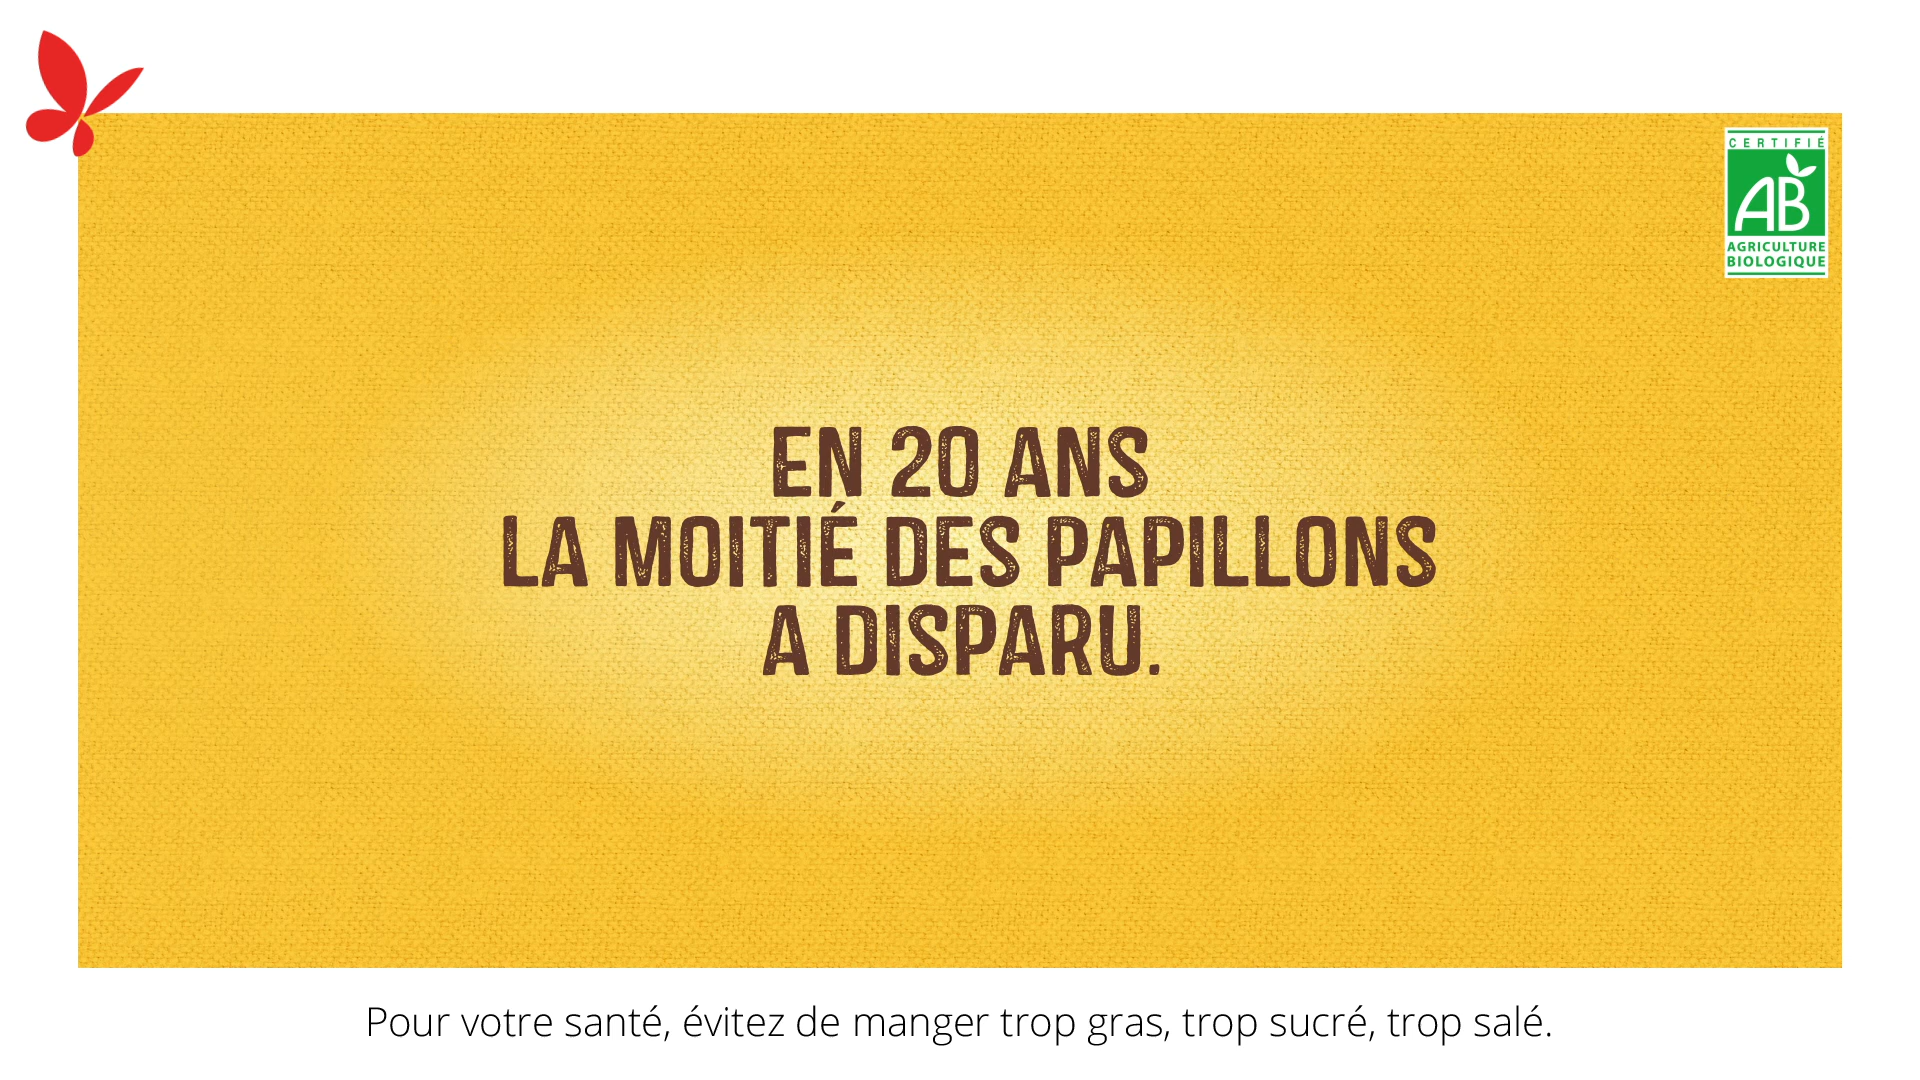 CERTIFIÉ
AB
AGRICULTURE
BIOLOGIQUE
EN 20 ANS
LA MOITIÉ DES PAPILLONS
A DISPARU.
Pour votre santé, évitez de manger trop gras, trop sucré, trop salé.